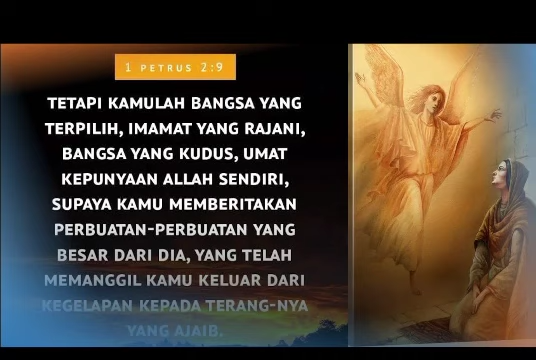 1 PETRUS 2:9
TETAPI KAMULAH BANGSA YANG
TERPILIH, IMAMAT YANG RAJANI,
BANGSA YANG KUDUS, UMAT
KEPUNYAAN ALLAH SENDIRI,
SUPAYA KAMU MEMBERITAKAN
PERBUATAN-PERBUATAN YANG
BESAR DARI DIA, YANG TELAH
MEMANGGIL KAMU KELUAR DARI
KEGELAPAN KEPADA TERANG-NYA
YANG AJAIB.